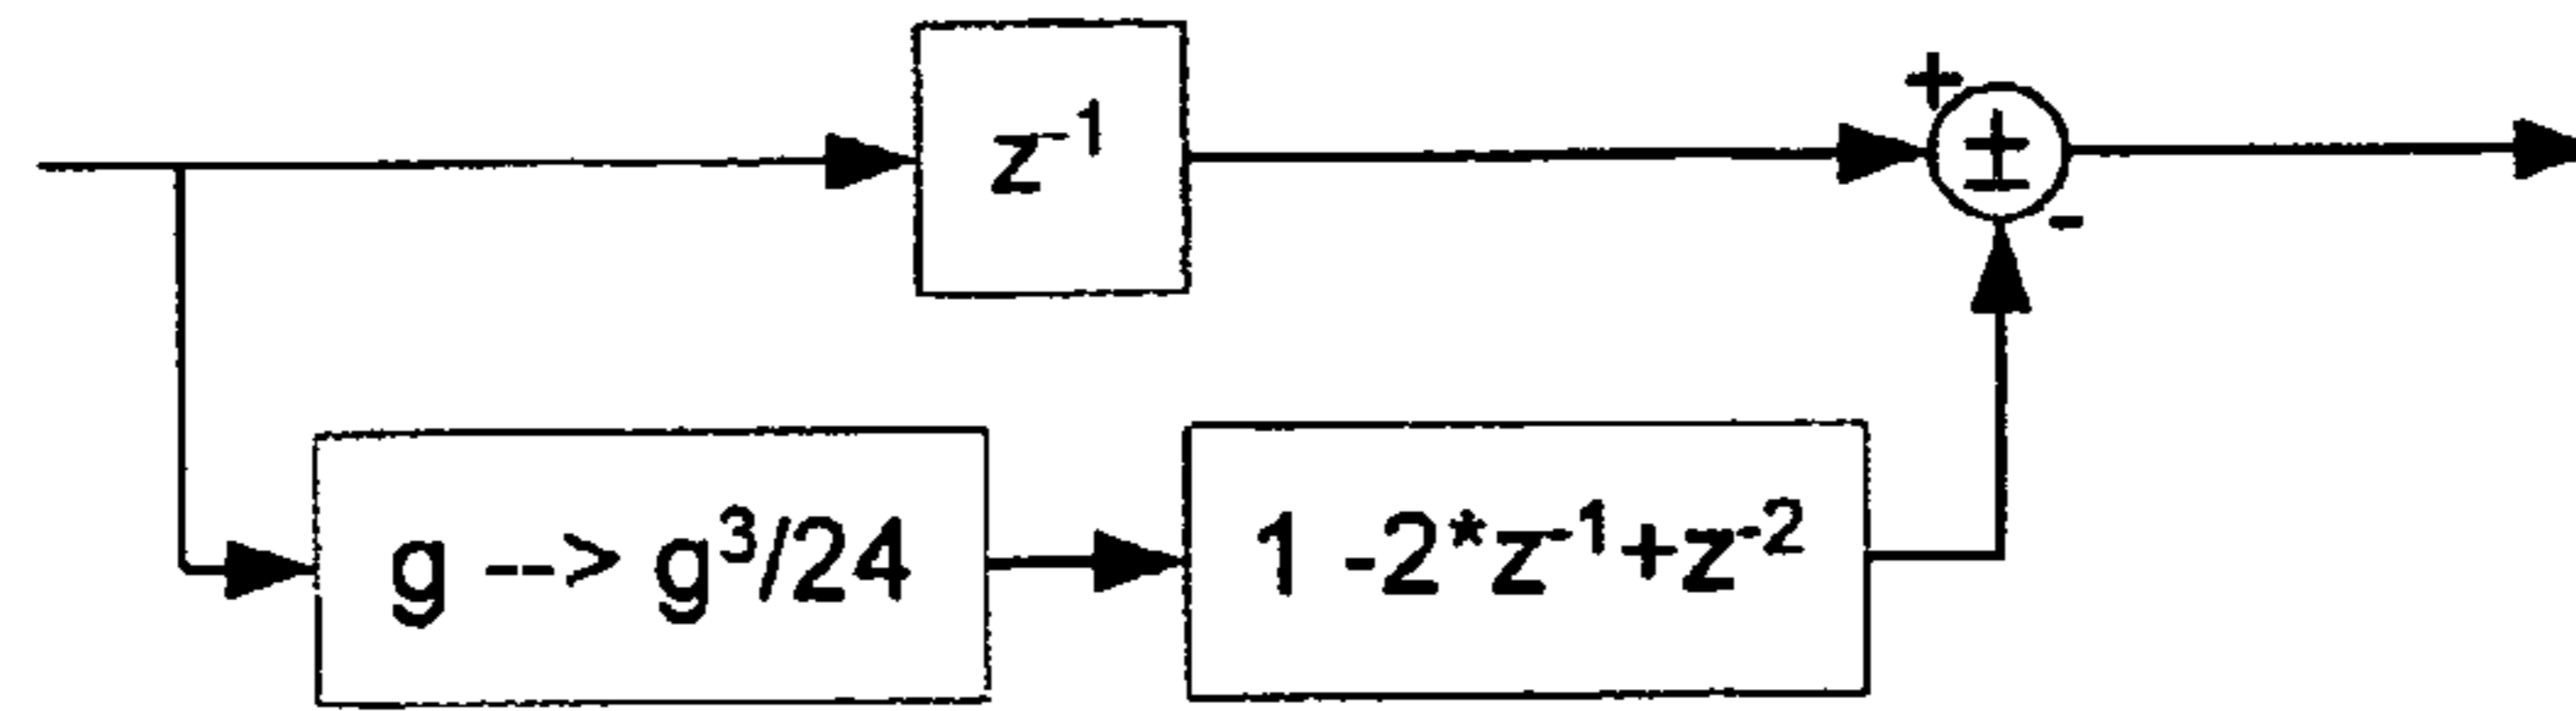 z⁻¹
+
±
-
g --> g³/24
1 -2*z⁻¹+z⁻²